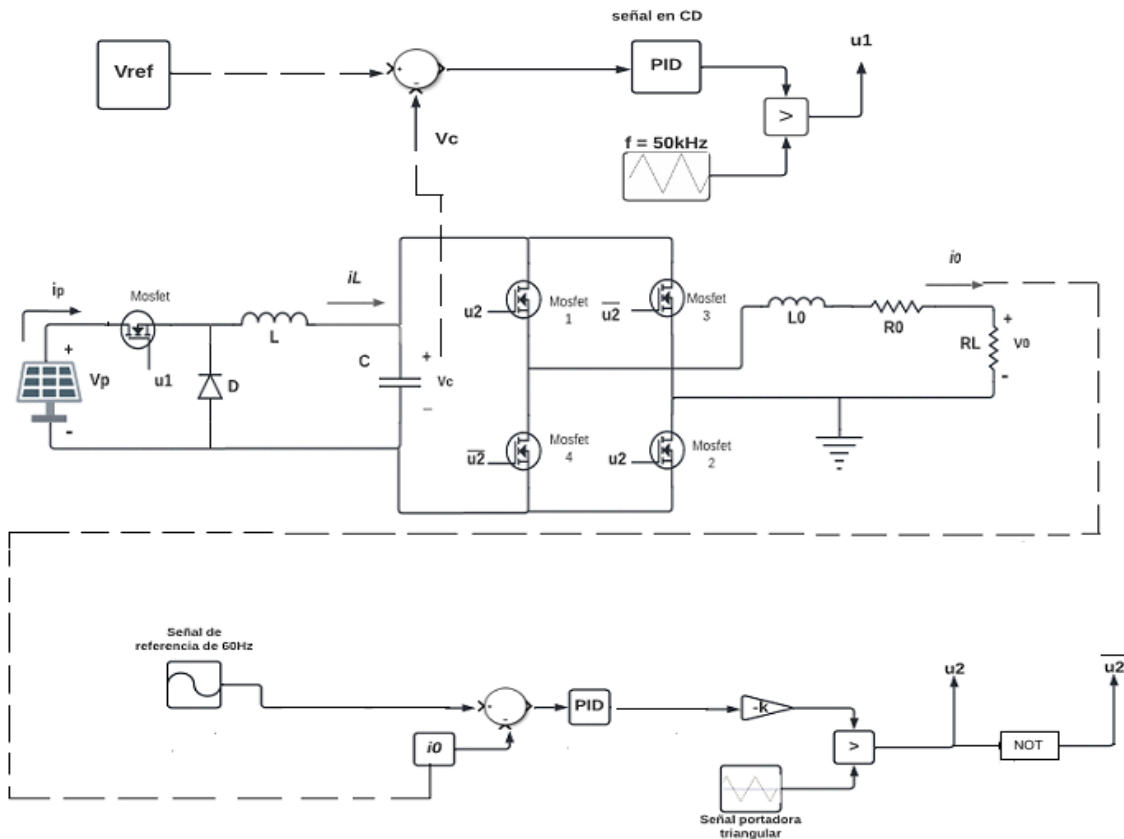 señal en CD
u1
Vref
+
-
PID
>
Vc
f = 50kHz
ip
Mosfet
iL
i0
+
Vp
-
u1
D
L
C
+
Vc
–
u2
Mosfet
1
u2
Mosfet
3
L0
R0
RL
+
V0
-
u2
Mosfet
4
u2
Mosfet
2
Señal de
referencia de 60Hz
+
-
PID
-k
u2
u2
i0
>
NOT
Señal portadora
triangular